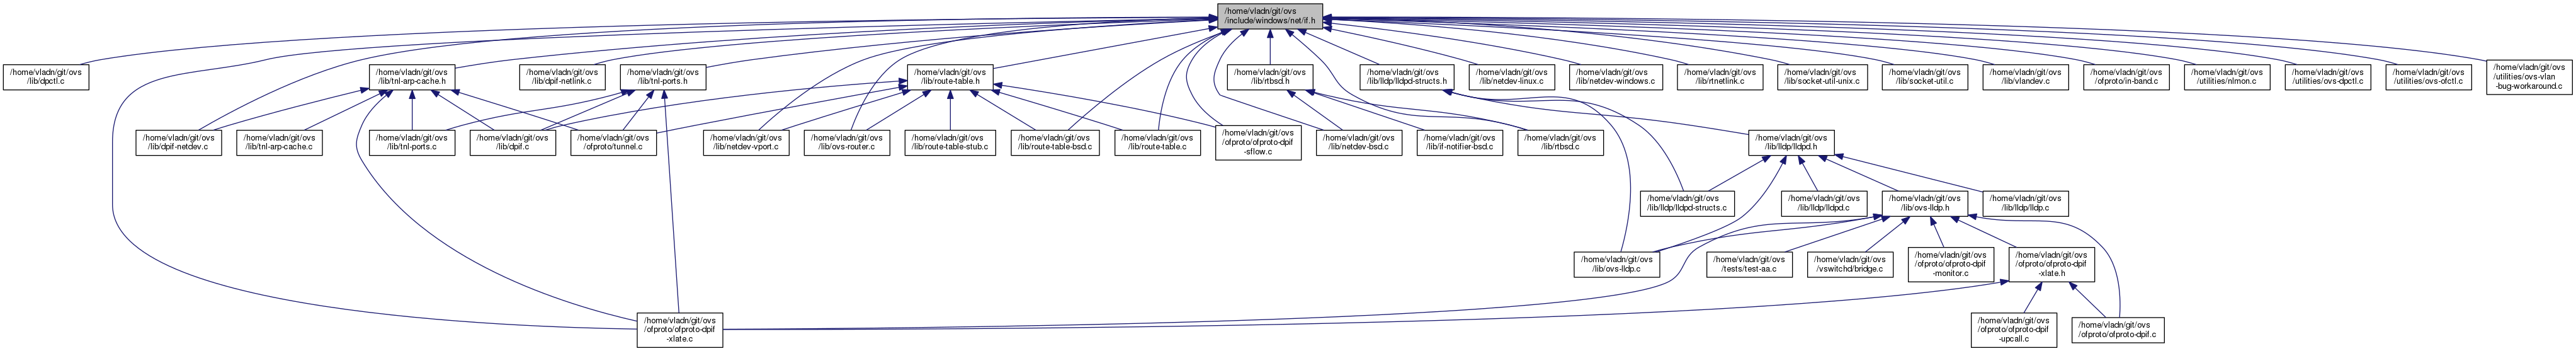 /home/vladn/git/ovs
/include/windows/net/if.h
/home/vladn/git/ovs
/lib/dpctl.c
/home/vladn/git/ovs
/lib/tnl-arp-cache.h
/home/vladn/git/ovs
/lib/dpif-netlink.c
/home/vladn/git/ovs
/lib/tnl-ports.h
/home/vladn/git/ovs
/lib/route-table.h
/home/vladn/git/ovs
/lib/rtbsd.h
/home/vladn/git/ovs
/lib/lldp/lldpd-structs.h
/home/vladn/git/ovs
/lib/netdev-linux.c
/home/vladn/git/ovs
/lib/netdev-windows.c
/home/vladn/git/ovs
/lib/rtnetlink.c
/home/vladn/git/ovs
/lib/socket-util-unix.c
/home/vladn/git/ovs
/lib/socket-util.c
/home/vladn/git/ovs
/lib/vlandev.c
/home/vladn/git/ovs
/ofproto/in-band.c
/home/vladn/git/ovs
/utilities/nlmon.c
/home/vladn/git/ovs
/utilities/ovs-dpctl.c
/home/vladn/git/ovs
/utilities/ovs-ofctl.c
/home/vladn/git/ovs
/utilities/ovs-vlan
-bug-workaround.c
/home/vladn/git/ovs
/lib/dpif-netdev.c
/home/vladn/git/ovs
/lib/tnl-arp-cache.c
/home/vladn/git/ovs
/lib/tnl-ports.c
/home/vladn/git/ovs
/lib/dpif.c
/home/vladn/git/ovs
/ofproto/tunnel.c
/home/vladn/git/ovs
/lib/netdev-vport.c
/home/vladn/git/ovs
/lib/ovs-router.c
/home/vladn/git/ovs
/lib/route-table-stub.c
/home/vladn/git/ovs
/lib/route-table-bsd.c
/home/vladn/git/ovs
/lib/route-table.c
/home/vladn/git/ovs
/ofproto/ofproto-dpif
-sflow.c
/home/vladn/git/ovs
/lib/netdev-bsd.c
/home/vladn/git/ovs
/lib/if-notifier-bsd.c
/home/vladn/git/ovs
/lib/rtbsd.c
/home/vladn/git/ovs
/lib/lldp/lldpd.h
/home/vladn/git/ovs
/lib/lldp/lldpd-structs.c
/home/vladn/git/ovs
/lib/lldp/lldpd.c
/home/vladn/git/ovs
/lib/ovs-lldp.h
/home/vladn/git/ovs
/lib/lldp/lldp.c
/home/vladn/git/ovs
/lib/ovs-lldp.c
/home/vladn/git/ovs
/tests/test-aa.c
/home/vladn/git/ovs
/vswitchd/bridge.c
/home/vladn/git/ovs
/ofproto/ofproto-dpif
-monitor.c
/home/vladn/git/ovs
/ofproto/ofproto-dpif
-xlate.h
/home/vladn/git/ovs
/ofproto/ofproto-dpif
-xlate.c
/home/vladn/git/ovs
/ofproto/ofproto-dpif
-upcall.c
/home/vladn/git/ovs
/ofproto/ofproto-dpif.c